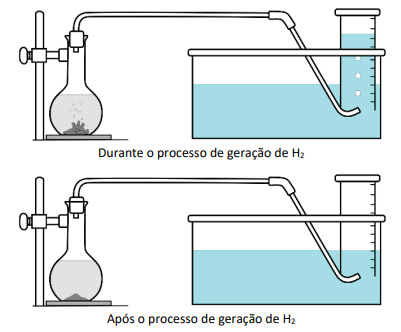 Durante o processo de geração de H₂
Após o processo de geração de H₂